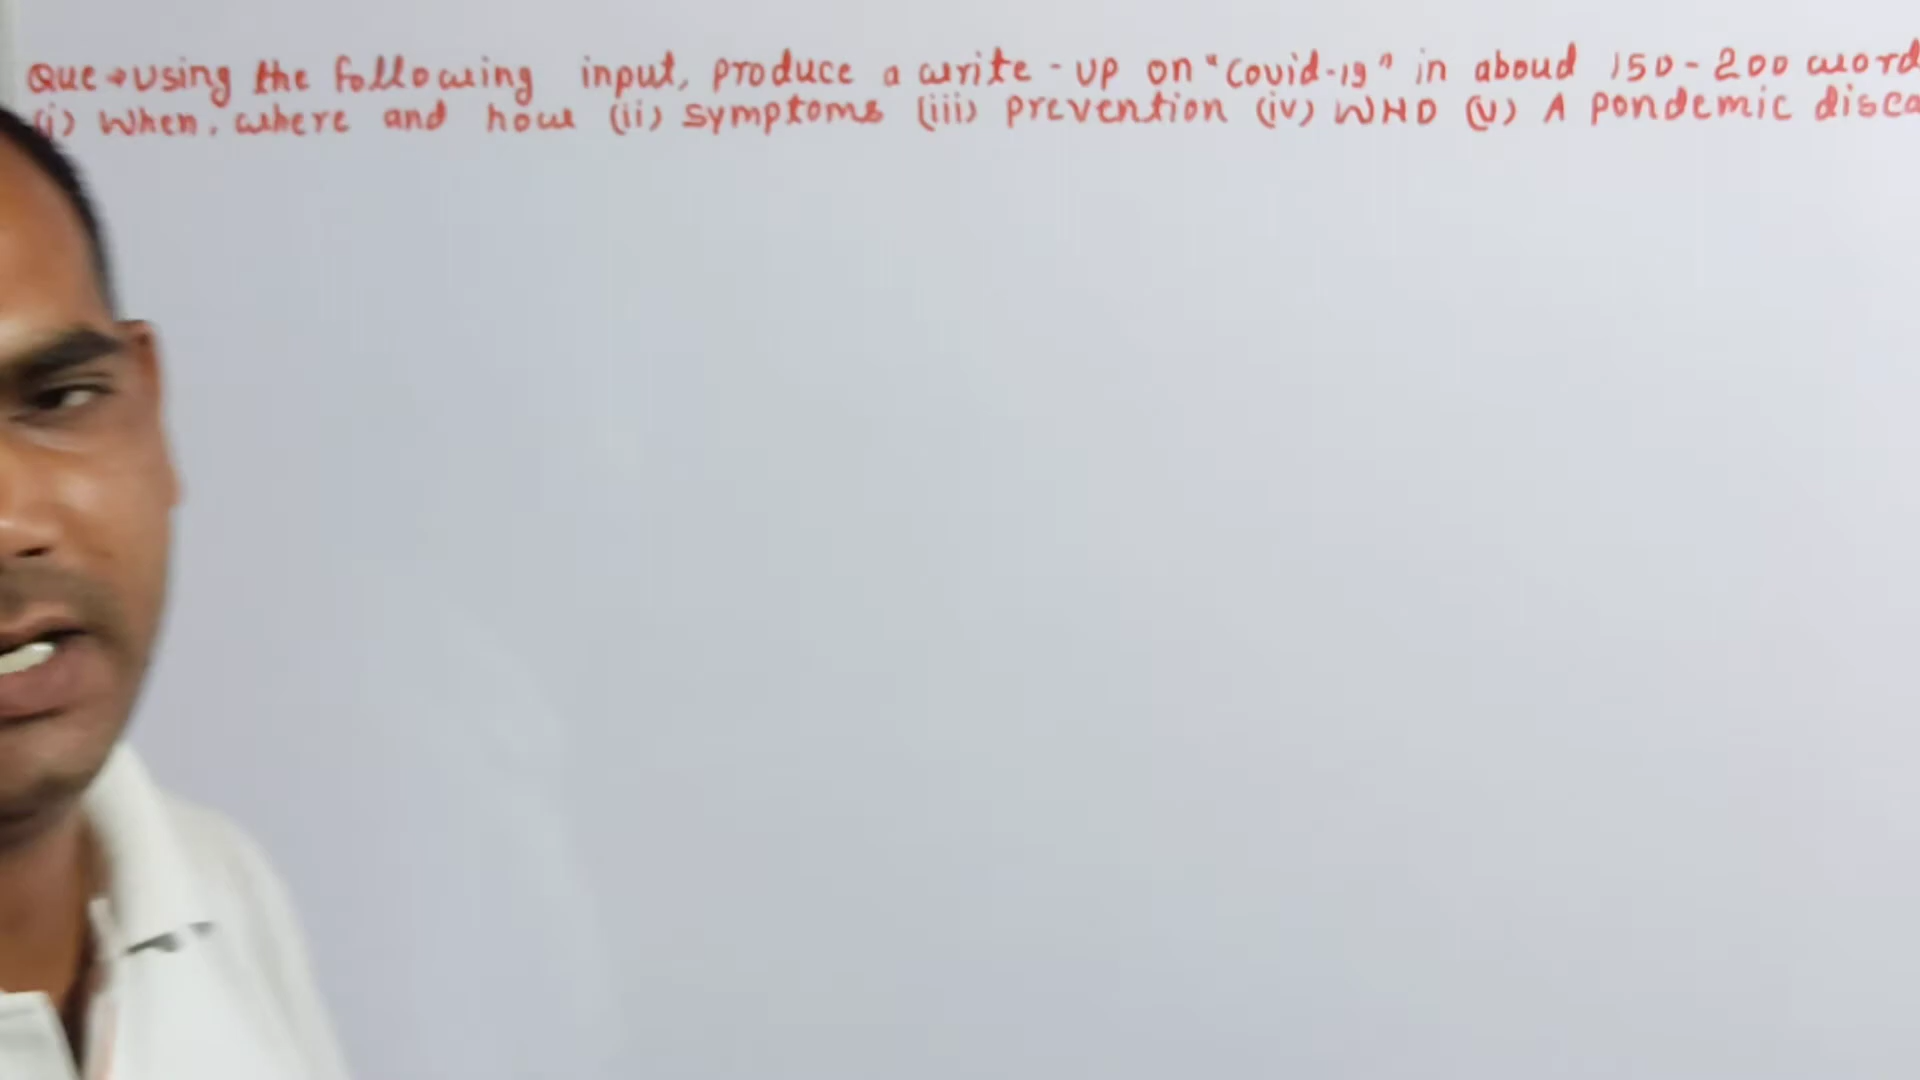 Que → Using the following input, produce a write-up on "Covid-19" in aboud 150-200 word
(i) When, where and how (ii) symptoms (iii) prevention (iv) WHO (v) A pondemic disea